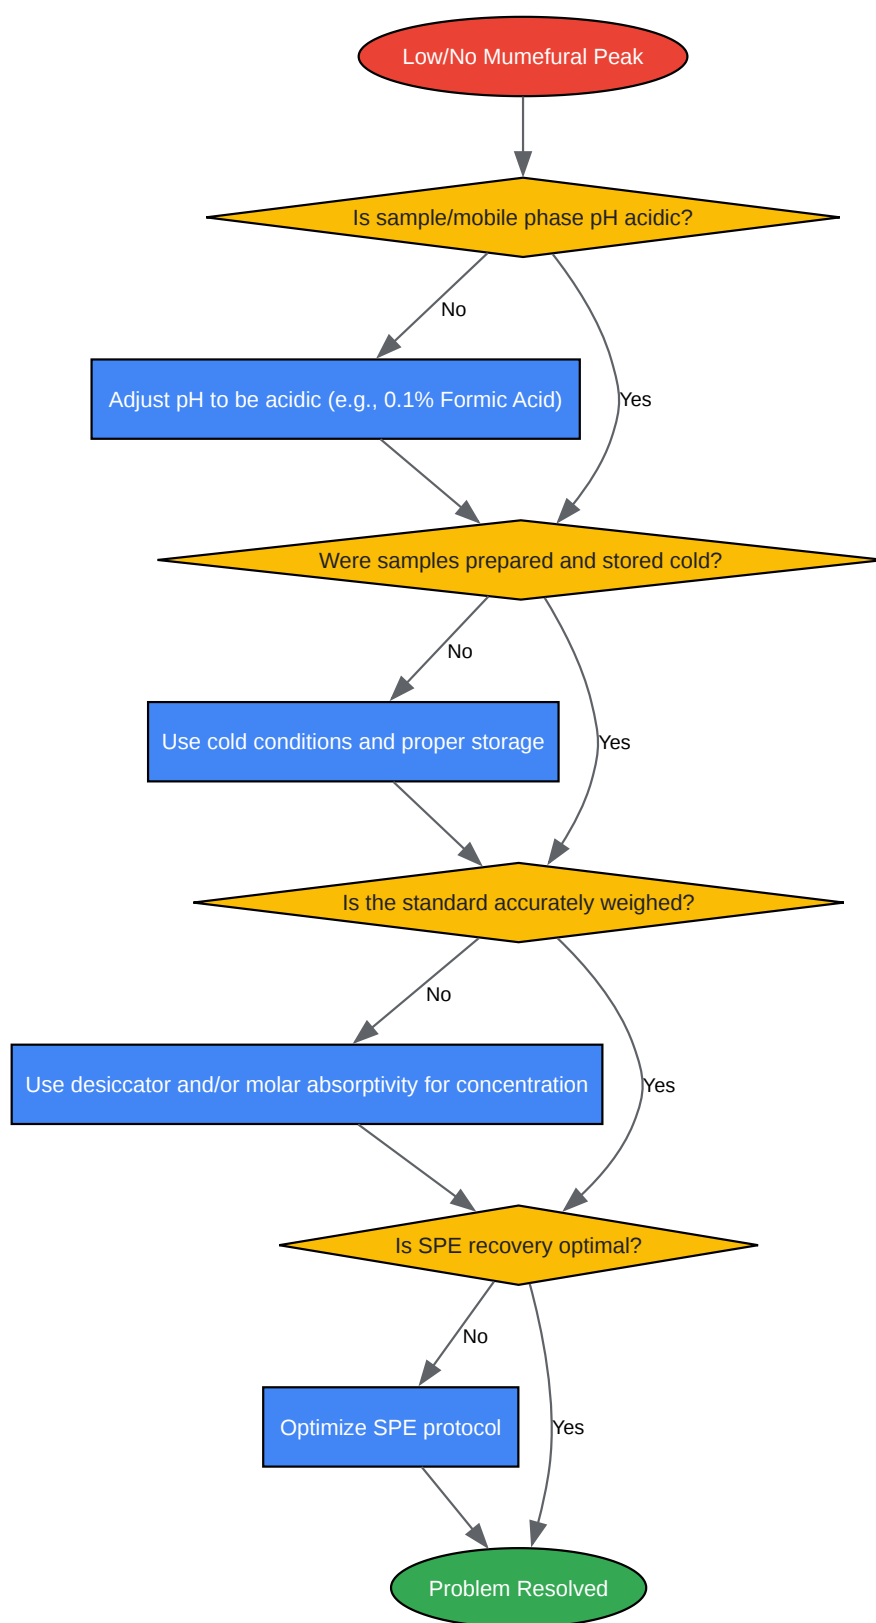 Low/No Mumefural Peak
Is sample/mobile phase pH acidic?
No
Adjust pH to be acidic (e.g., 0.1% Formic Acid)
Yes
Were samples prepared and stored cold?
No
Use cold conditions and proper storage
Yes
Is the standard accurately weighed?
No
Use desiccator and/or molar absorptivity for concentration
Yes
Is SPE recovery optimal?
No
Optimize SPE protocol
Yes
Problem Resolved